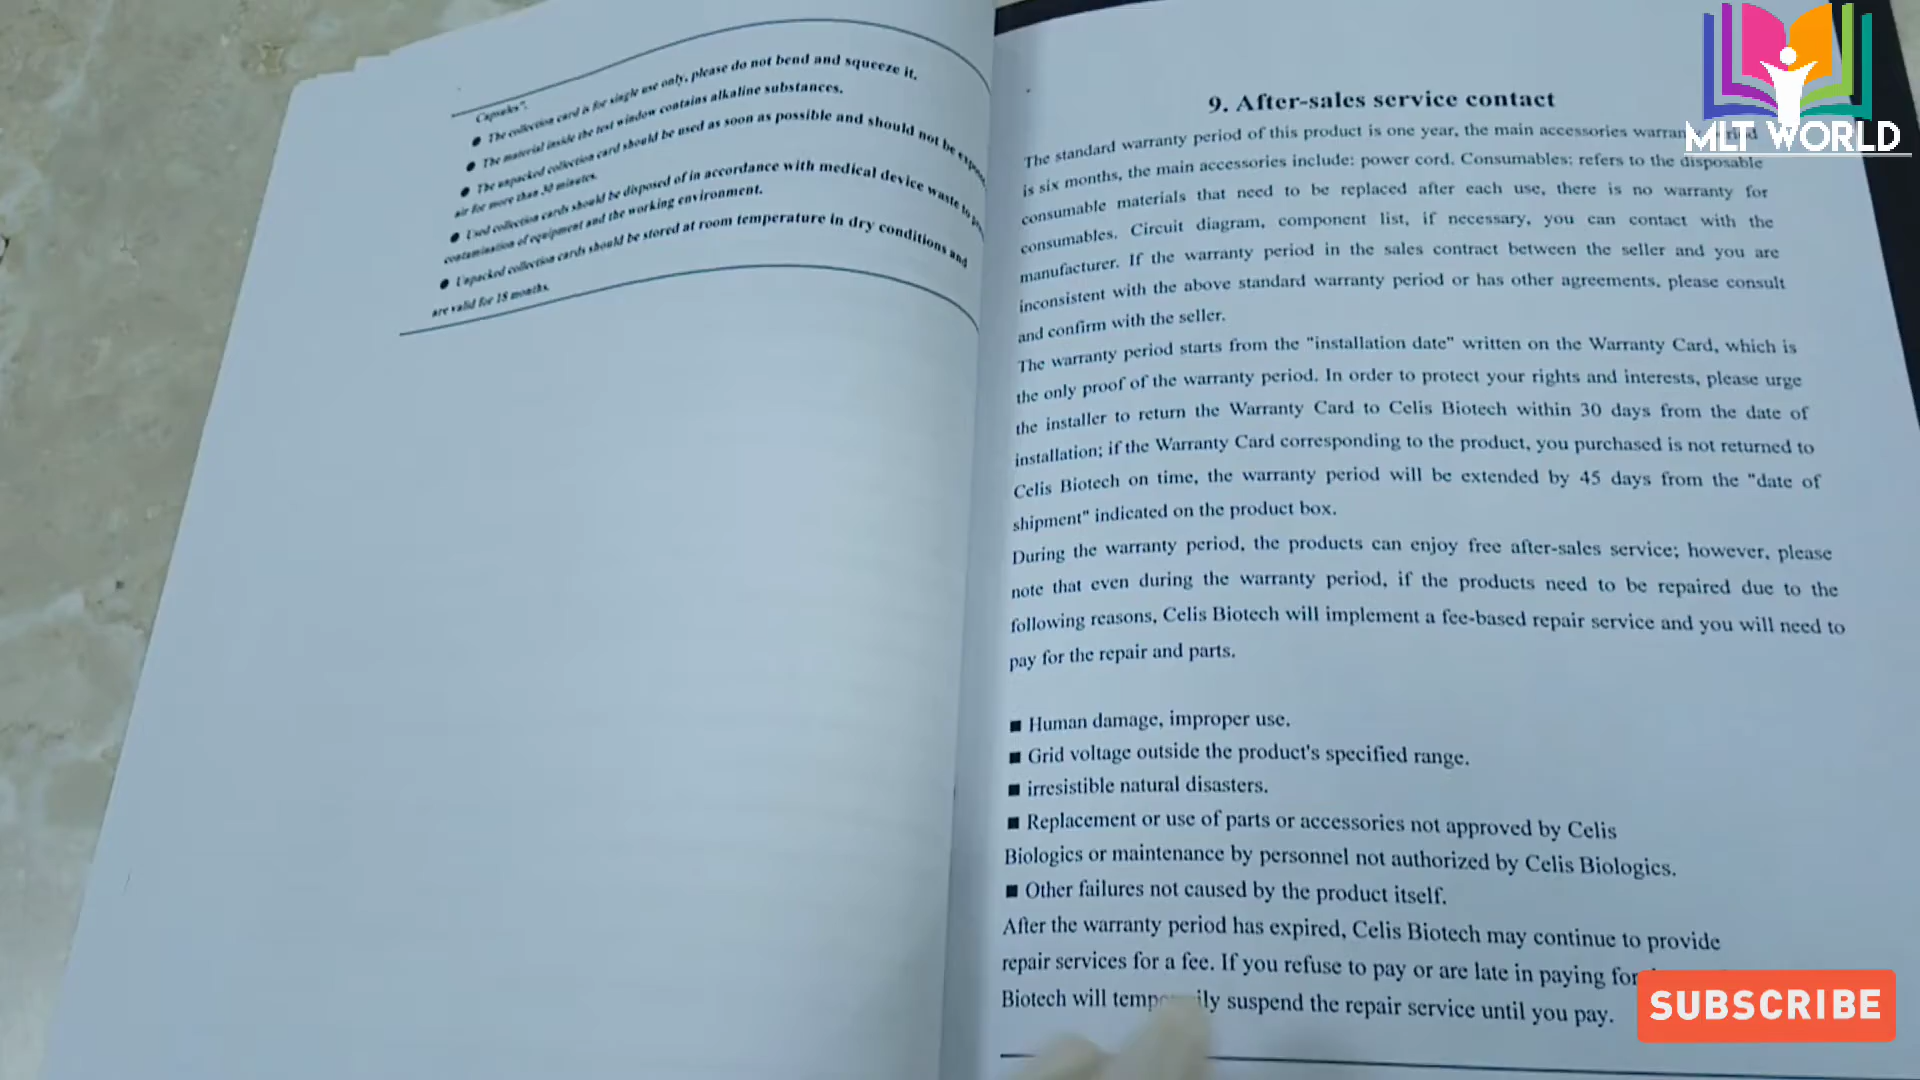 Capsules".
● The collection card is for single use only, please do not bend and squeeze it.
● The material inside the test window contains alkaline substances.
● The unpacked collection card should be used as soon as possible and should not be
air for more than 30 minutes.
● Used collection cards should be disposed of in accordance with medical device waste to
contamination of equipment and the working environment.
● Unpacked collection cards should be stored at room temperature in dry conditions and
are valid for 18 months.
9. After-sales service contact
The standard warranty period of this product is one year, the main accessories
is six months, the main accessories include: power cord. Consumables: refers to the disposable
consumable materials that need to be replaced after each use, there is no warranty for
consumables. Circuit diagram, component list, if necessary, you can contact with the
manufacturer. If the warranty period in the sales contract between the seller and you are
inconsistent with the above standard warranty period or has other agreements, please consult
and confirm with the seller.
The warranty period starts from the "installation date" written on the Warranty Card, which is
the only proof of the warranty period. In order to protect your rights and interests, please urge
the installer to return the Warranty Card to Celis Biotech within 30 days from the date of
installation; if the Warranty Card corresponding to the product, you purchased is not returned to
Celis Biotech on time, the warranty period will be extended by 45 days from the "date of
shipment" indicated on the product box.
During the warranty period, the products can enjoy free after-sales service; however, please
note that even during the warranty period, if the products need to be repaired due to the
following reasons, Celis Biotech will implement a fee-based repair service and you will need to
pay for the repair and parts.
■ Human damage, improper use.
■ Grid voltage outside the product's specified range.
■ irresistible natural disasters.
■ Replacement or use of parts or accessories not approved by Celis
Biologics or maintenance by personnel not authorized by Celis Biologics.
■ Other failures not caused by the product itself.
After the warranty period has expired, Celis Biotech may continue to provide
repair services for a fee. If you refuse to pay or are late in paying for
Biotech will suspend the repair service until you pay.
MLT WORLD
SUBSCRIBE